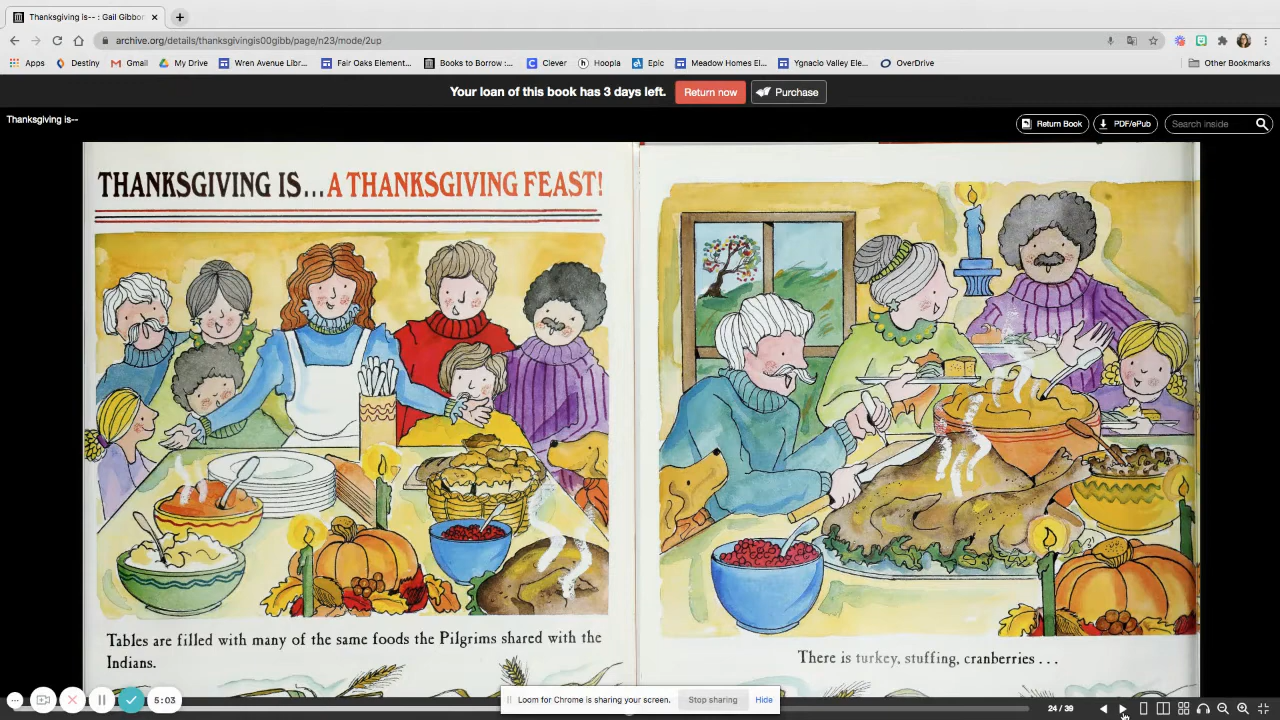 Thanksgiving is-- : Gail Gibbon
archive.org/details/thanksgivingis00gibb/page/n23/mode/2up
Apps Destiny Gmail My Drive Wren Avenue Libr... Fair Oaks Element... Books to Borrow :... Clever Hoopla Epic Meadow Homes El... Ygnacio Valley Ele... OverDrive Other Bookmarks
Your loan of this book has 3 days left. Return now Purchase
Thanksgiving is--
Return Book PDF/ePub Search inside
THANKSGIVING IS...A THANKSGIVING FEAST!
Tables are filled with many of the same foods the Pilgrims shared with the
Indians.
There is turkey, stuffing, cranberries . . .
5:03
Loom for Chrome is sharing your screen. Stop sharing Hide
24 / 39